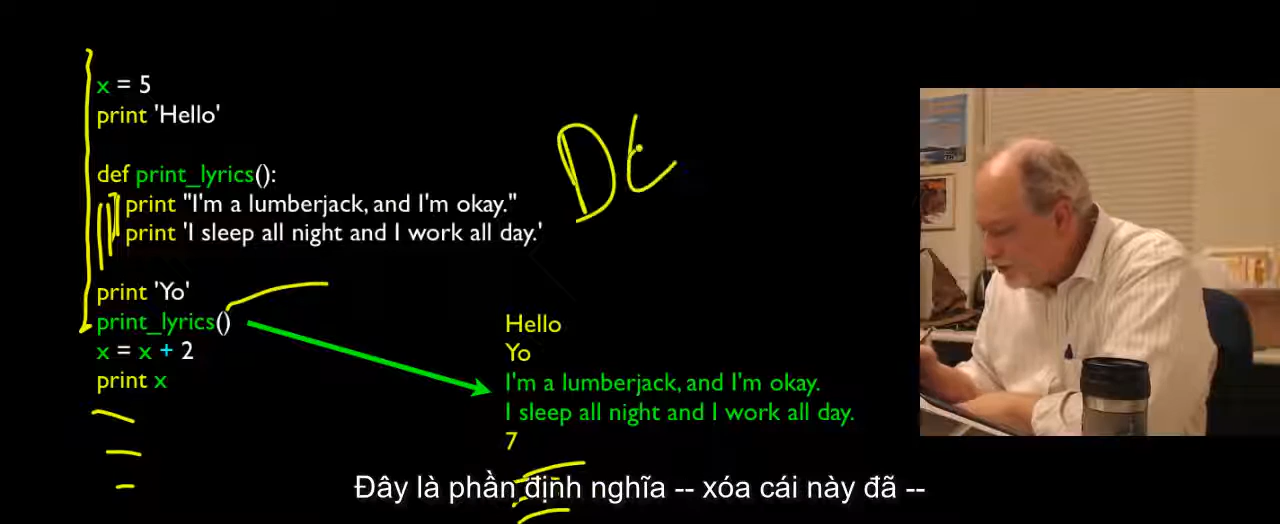 x = 5
print 'Hello'
def print_lyrics():
print "I'm a lumberjack, and I'm okay."
print 'I sleep all night and I work all day.'
print 'Yo'
print_lyrics()
x = x + 2
print x
Hello
Yo
I'm a lumberjack, and I'm okay.
I sleep all night and I work all day.
7
Đây là phần định nghĩa -- xóa cái này đã --